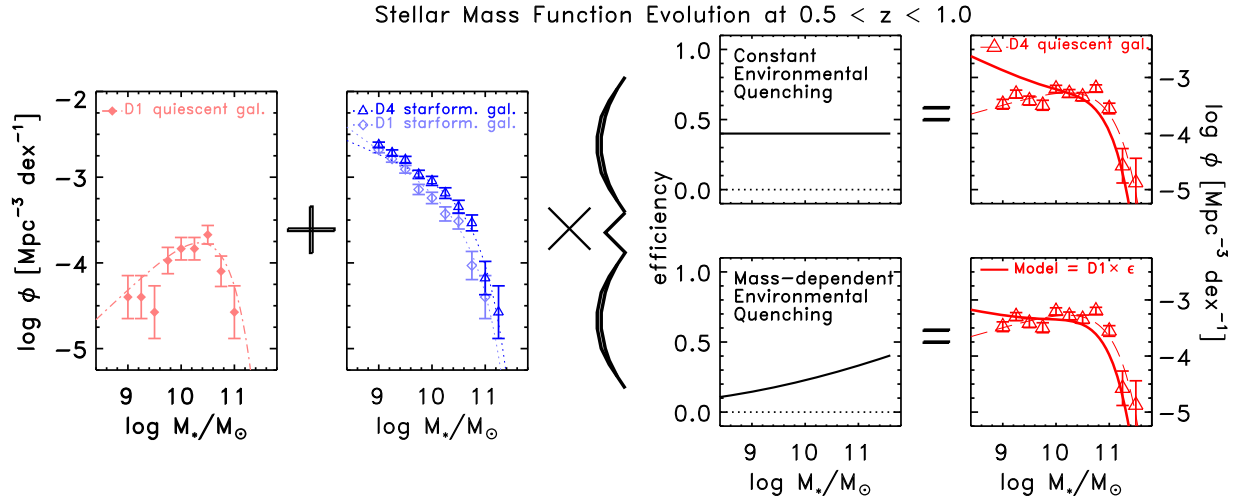 Stellar Mass Function Evolution at 0.5 < z < 1.0
log ϕ [Mpc⁻³ dex⁻¹]
-2
-3
-4
-5
D1 quiescent gal.
9 10 11
log M*/M⊙
+
D4 starform. gal.
D1 starform. gal.
9 10 11
log M*/M⊙
×
efficiency
1.0
0.5
0.0
Constant
Environmental
Quenching
=
D4 quiescent gal.
-3
-4
-5
1.0
0.5
0.0
Mass-dependent
Environmental
Quenching
9 10 11
log M*/M⊙
=
Model = D1× ϵ
-3
-4
-5
9 10 11
log M*/M⊙
log ϕ [Mpc⁻³ dex⁻¹]